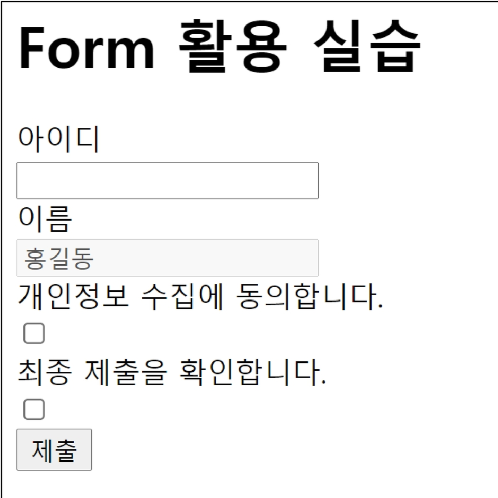 Form 활용 실습
아이디
이름
홍길동
개인정보 수집에 동의합니다.
최종 제출을 확인합니다.
제출